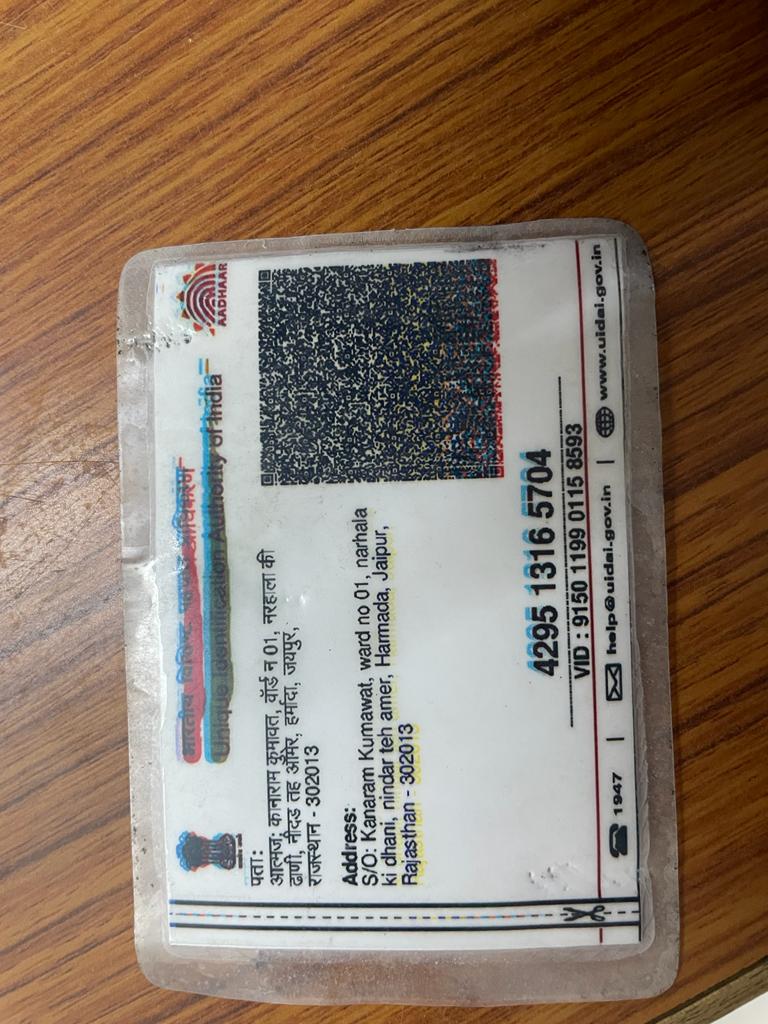 भारतीय विशिष्ट पहचान प्राधिकरण
Unique Identification Authority of India
AADHAAR
पता:
आत्मज: कानाराम कुमावत, वॉर्ड न 01, नरहाला की
ढाणी, नीदड तह आमेर, हर्मादा, जयपुर,
राजस्थान - 302013
Address:
S/O: Kanaram Kumawat, ward no 01, narhala
ki dhani, nindar teh amer, Harmada, Jaipur,
Rajasthan - 302013
4295 1316 5704
VID : 9150 1199 0115 8593
1947 | help@uidai.gov.in | www.uidai.gov.in